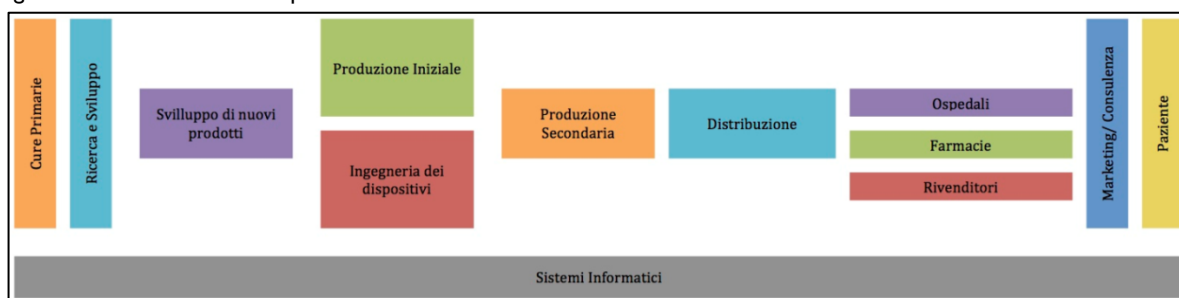 Cure Primarie
Ricerca e Sviluppo
Svilluppo di nuovi
prodotti
Produzione Iniziale
Ingegneria dei
dispositivi
Produzione
Secondaria
Distribuzione
Ospedali
Farmacie
Rivenditori
Marketing/ Consulenza
Paziente
Sistemi Informatici